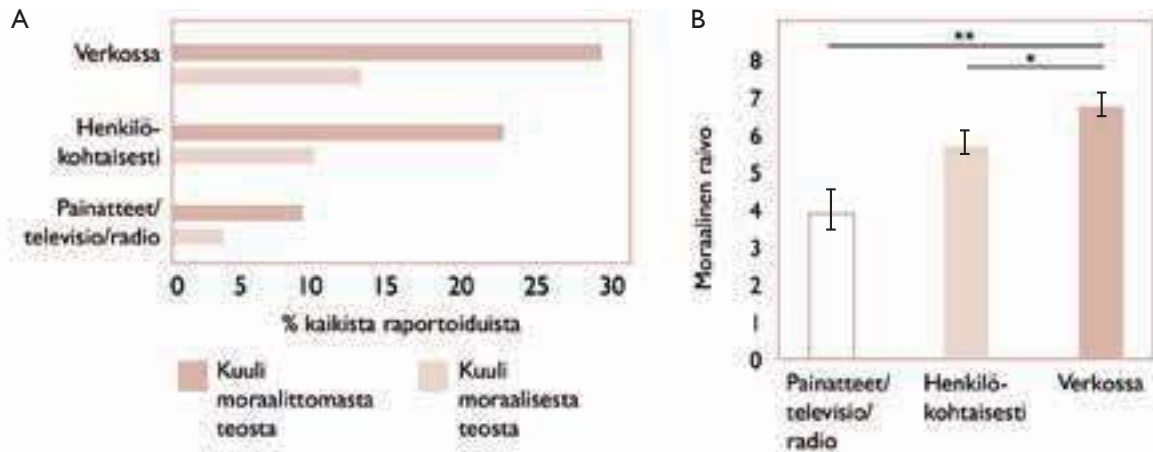 A
Verkossa
Henkilö-
kohtaisesti
Painatteet/
televisio/radio
0 5 10 15 20 25 30
% kaikista raportoiduista
Kuuli
moraalittomasta
teosta
Kuuli
moraalisesta
teosta
B
Moraalinen raivo
8
7
6
5
4
3
2
1
0
**
*
Painatteet/
televisio/
radio
Henkilö-
kohtaisesti
Verkossa